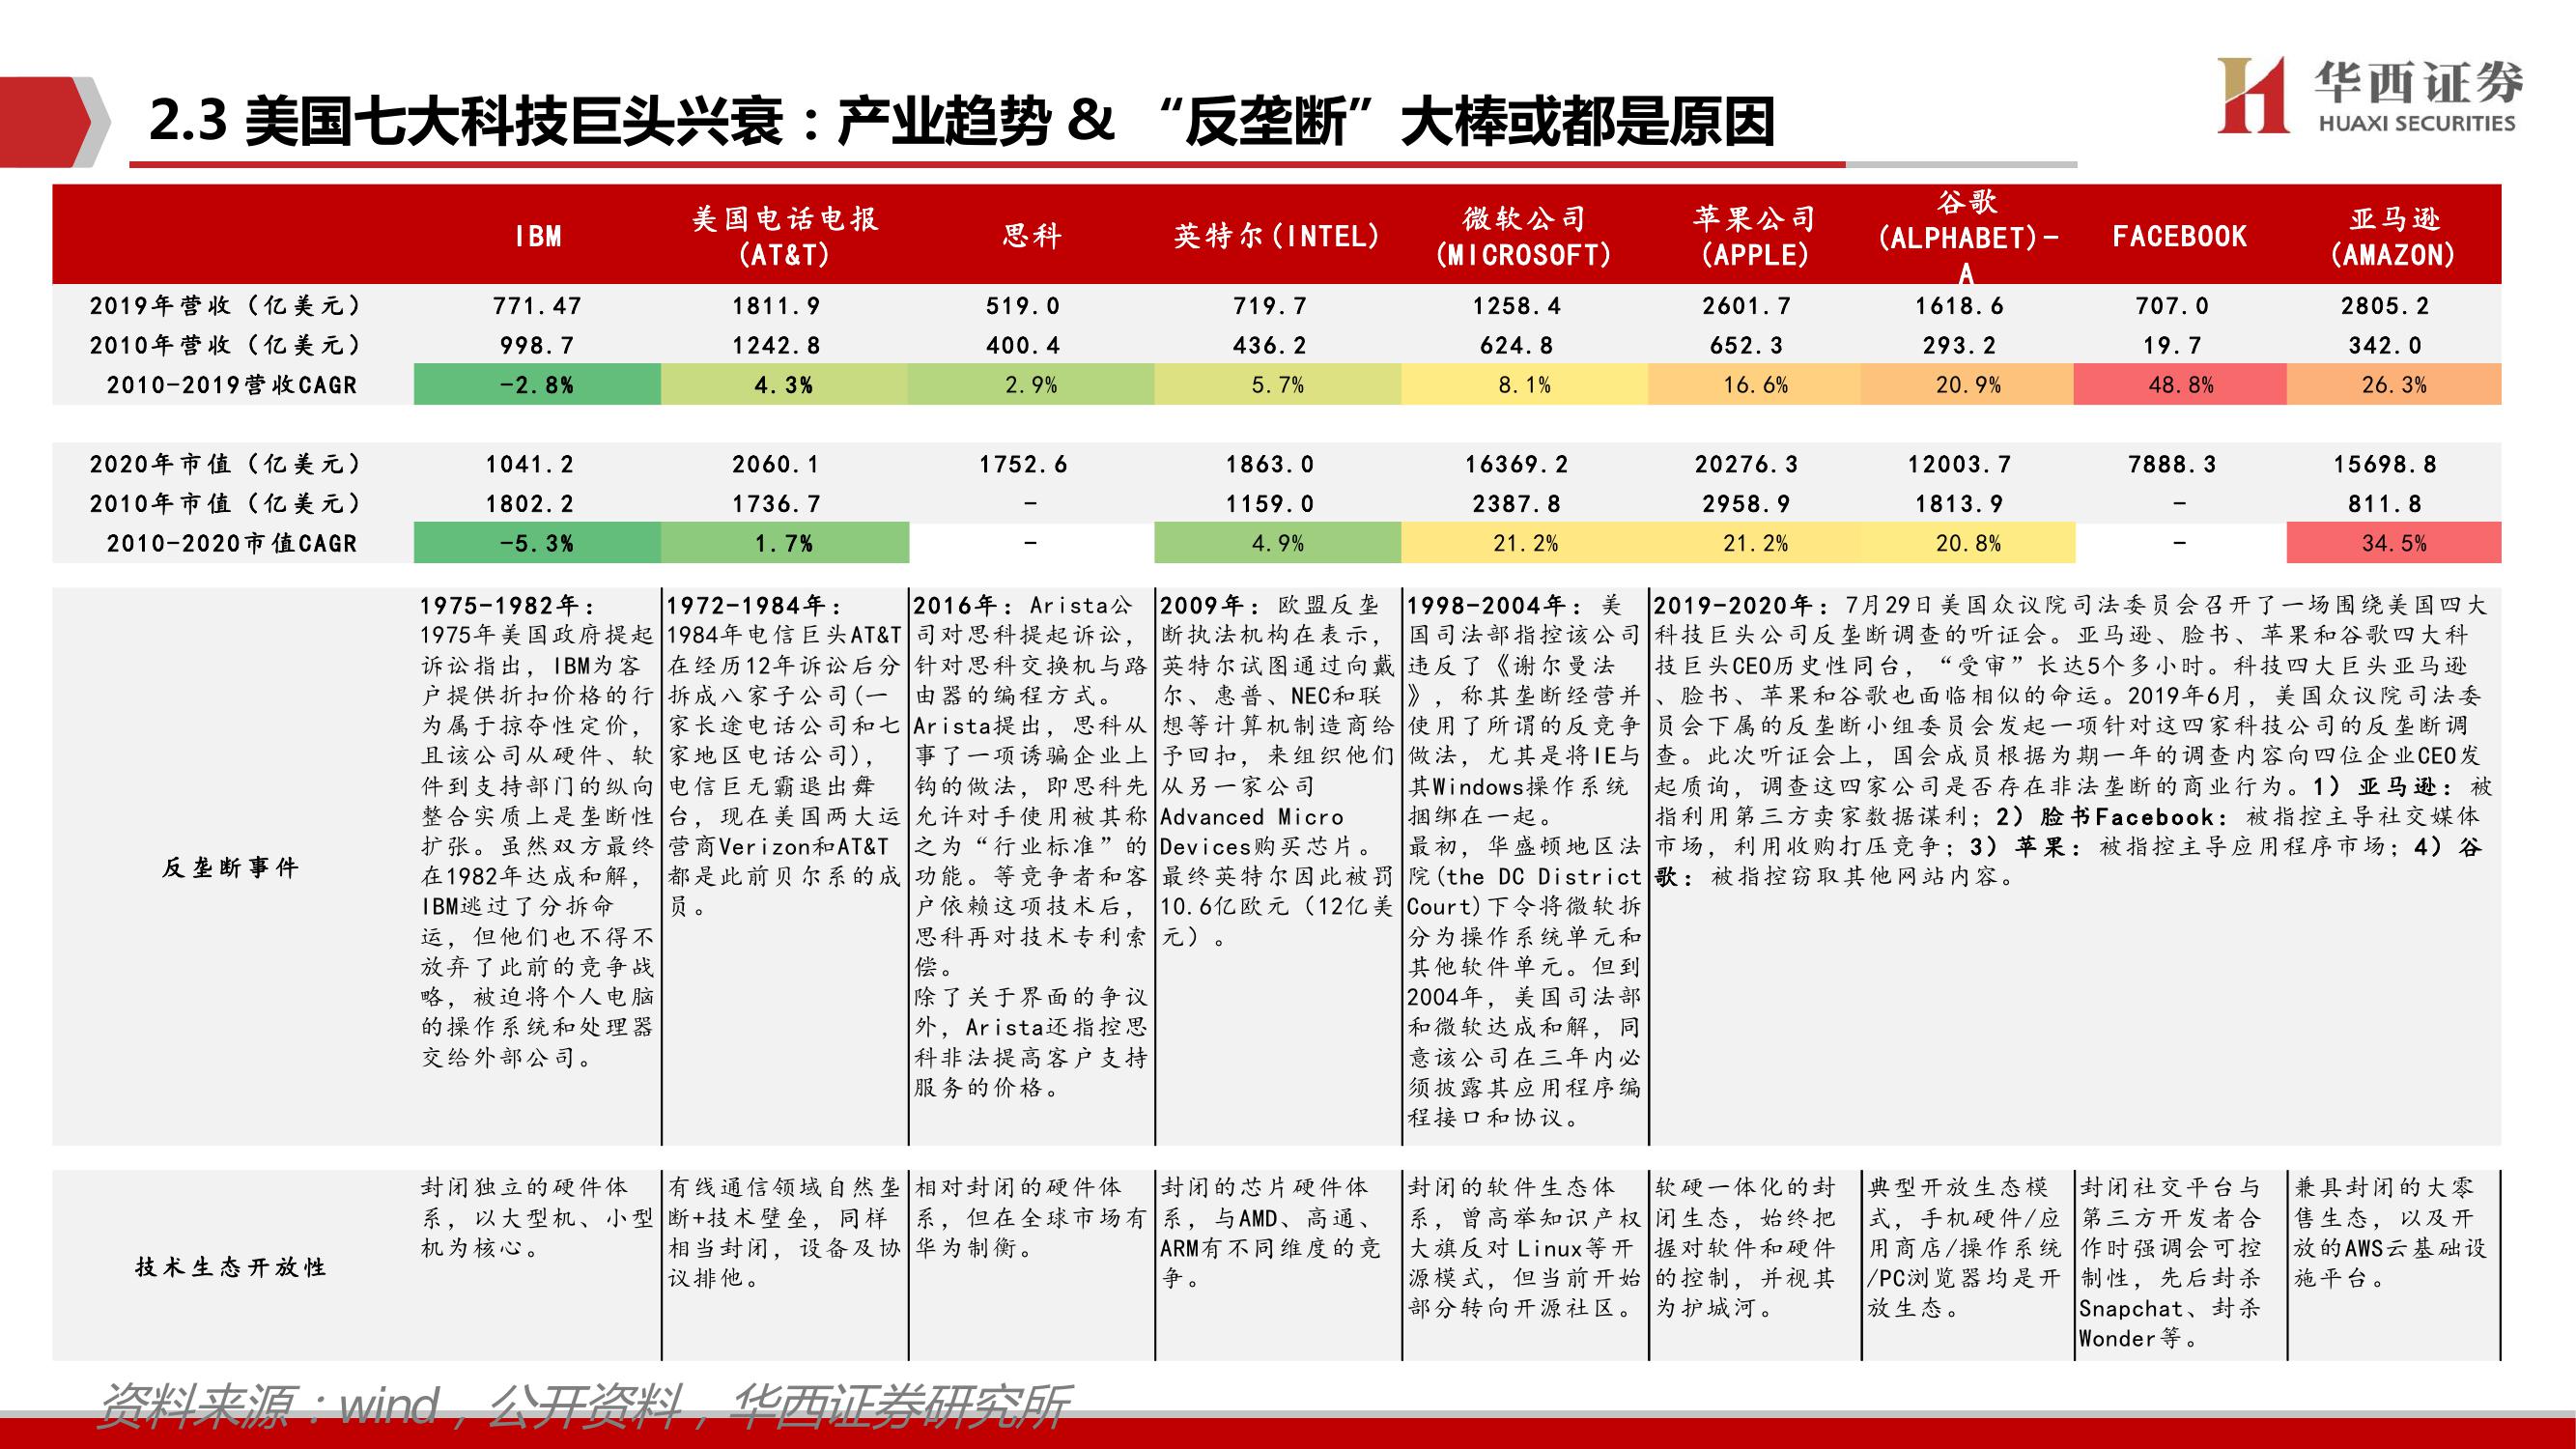 华西证券
HUAXI SECURITIES
2.3 美国七大科技巨头兴衰：产业趋势 & “反垄断”大棒或都是原因
IBM 美国电话电报(AT&T) 思科 英特尔(INTEL) 微软公司(MICROSOFT) 苹果公司(APPLE) 谷歌(ALPHABET)-A FACEBOOK 亚马逊(AMAZON)
2019年营收（亿美元） 771.47 1811.9 519.0 719.7 1258.4 2601.7 1618.6 707.0 2805.2
2010年营收（亿美元） 998.7 1242.8 400.4 436.2 624.8 652.3 293.2 19.7 342.0
2010-2019营收CAGR -2.8% 4.3% 2.9% 5.7% 8.1% 16.6% 20.9% 48.8% 26.3%
2020年市值（亿美元） 1041.2 2060.1 1752.6 1863.0 16369.2 20276.3 12003.7 7888.3 15698.8
2010年市值（亿美元） 1802.2 1736.7 - 1159.0 2387.8 2958.9 1813.9 - 811.8
2010-2020市值CAGR -5.3% 1.7% - 4.9% 21.2% 21.2% 20.8% - 34.5%
反垄断事件
1975-1982年：
1975年美国政府提起
诉讼指出，IBM为客
户提供折扣价格的行
为属于掠夺性定价，
且该公司从硬件、软
件到支持部门的纵向
整合实质上是垄断性
扩张。虽然双方最终
在1982年达成和解，
IBM逃过了分拆命
运，但他们也不得不
放弃了此前的竞争战
略，被迫将个人电脑
的操作系统和处理器
交给外部公司。
1972-1984年：
1984年电信巨头AT&T
在经历12年诉讼后分
拆成八家子公司(一
家长途电话公司和七
家地区电话公司)，
电信巨无霸退出舞
台，现在美国两大运
营商Verizon和AT&T
都是此前贝尔系的成
员。
2016年：Arista公
司对思科提起诉讼，
针对思科交换机与路
由器的编程方式。
Arista提出，思科从
事了一项诱骗企业上
钩的做法，即思科先
允许对手使用被其称
之为“行业标准”的
功能。等竞争者和客
户依赖这项技术后，
思科再对技术专利索
偿。
除了关于界面的争议
外，Arista还指控思
科非法提高客户支持
服务的价格。
2009年：欧盟反垄
断执法机构在表示，
英特尔试图通过向戴
尔、惠普、NEC和联
想等计算机制造商给
予回扣，来组织他们
从另一家公司
Advanced Micro
Devices购买芯片。
最终英特尔因此被罚
10.6亿欧元（12亿美
元）。
1998-2004年：美
国司法部指控该公司
违反了《谢尔曼法
》，称其垄断经营并
使用了所谓的反竞争
做法，尤其是将IE与
其Windows操作系统
捆绑在一起。
最初，华盛顿地区法
院(the DC District
Court)下令将微软拆
分为操作系统单元和
其他软件单元。但到
2004年，美国司法部
和微软达成和解，同
意该公司在三年内必
须披露其应用程序编
程接口和协议。
2019-2020年：7月29日美国众议院司法委员会召开了一场围绕美国四大
科技巨头公司反垄断调查的听证会。亚马逊、脸书、苹果和谷歌四大科
技巨头CEO历史性同台，“受审”长达5个多小时。科技四大巨头亚马逊
、脸书、苹果和谷歌也面临相似的命运。2019年6月，美国众议院司法委
员会下属的反垄断小组委员会发起一项针对这四家科技公司的反垄断调
查。此次听证会上，国会成员根据为期一年的调查内容向四位企业CEO发
起质询，调查这四家公司是否存在非法垄断的商业行为。1）亚马逊：被
指利用第三方卖家数据谋利；2）脸书Facebook：被指控主导社交媒体
市场，利用收购打压竞争；3）苹果：被指控主导应用程序市场；4）谷
歌：被指控窃取其他网站内容。
技术生态开放性
封闭独立的硬件体
系，以大型机、小型
机为核心。
有线通信领域自然垄
断+技术壁垒，同样
相当封闭，设备及协
议排他。
相对封闭的硬件体
系，但在全球市场有
华为制衡。
封闭的芯片硬件体
系，与AMD、高通、
ARM有不同维度的竞
争。
封闭的软件生态体
系，曾高举知识产权
大旗反对Linux等开
源模式，但当前开始
部分转向开源社区。
软硬一体化的封
闭生态，始终把
握对软件和硬件
的控制，并视其
为护城河。
典型开放生态模
式，手机硬件/应
用商店/操作系统
/PC浏览器均是开
放生态。
封闭社交平台与
第三方开发者合
作时强调会可控
制性，先后封杀
Snapchat、封杀
Wonder等。
兼具封闭的大零
售生态，以及开
放的AWS云基础设
施平台。
资料来源：wind，公开资料，华西证券研究所